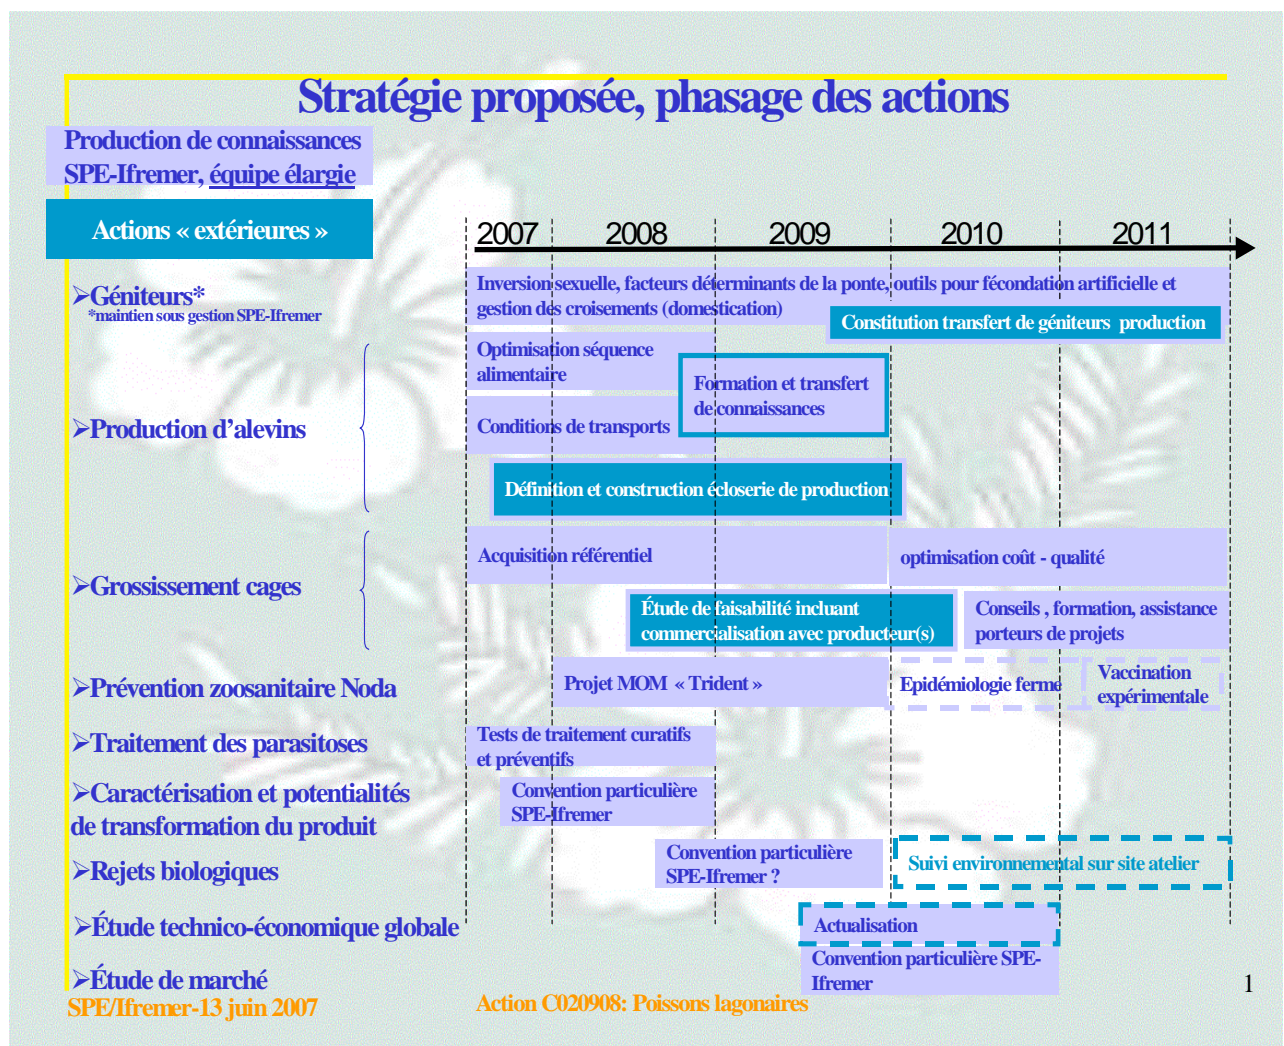 Stratégie proposée, phasage des actions
Production de connaissances
SPE-Ifremer, équipe élargie
Actions « extérieures »
2007 2008 2009 2010 2011
➢Géniteurs*
*maintien sous gestion SPE-Ifremer
Inversion sexuelle, facteurs déterminants de la ponte, outils pour fécondation artificielle et
gestion des croisements (domestication)
Constitution transfert de géniteurs production
➢Production d'alevins
Optimisation séquence
alimentaire
Formation et transfert
de connaissances
Conditions de transports
Définition et construction écloserie de production
➢Grossissement cages
Acquisition référentiel
optimisation coût - qualité
Étude de faisabilité incluant
commercialisation avec producteur(s)
Conseils , formation, assistance
porteurs de projets
➢Prévention zoosanitaire Noda
Projet MOM « Trident »
Epidémiologie ferme
Vaccination
expérimentale
➢Traitement des parasitoses
Tests de traitement curatifs
et préventifs
➢Caractérisation et potentialités
de transformation du produit
Convention particulière
SPE-Ifremer
➢Rejets biologiques
Convention particulière
SPE-Ifremer ?
Suivi environnemental sur site atelier
➢Étude technico-économique globale
Actualisation
➢Étude de marché
Convention particulière SPE-
Ifremer
SPE/Ifremer-13 juin 2007
Action C020908: Poissons lagonaires
1